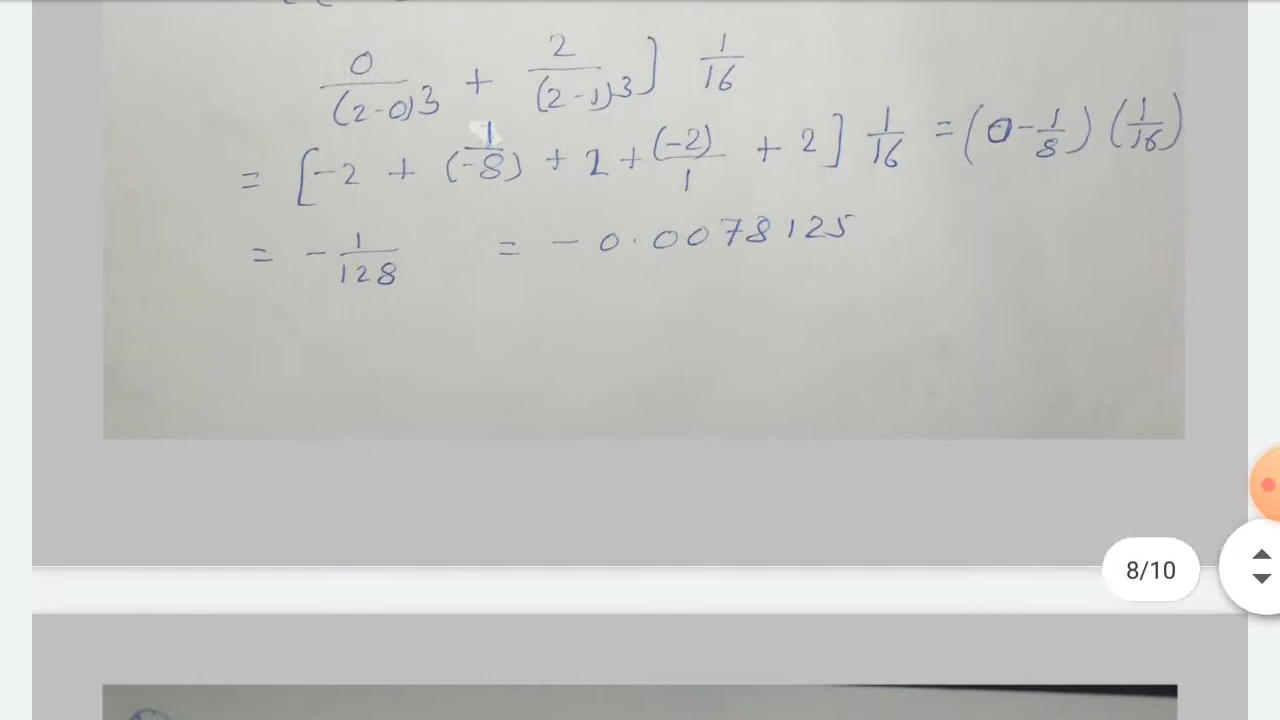 0/(2-0)3 + 2/(2-1)3] 1/16
= [-2 + 1/(-8) + 2 + (-2)/1 + 2] 1/16 = (0-1/8)(1/16)
= -1/128 = -0.0078125
8/10